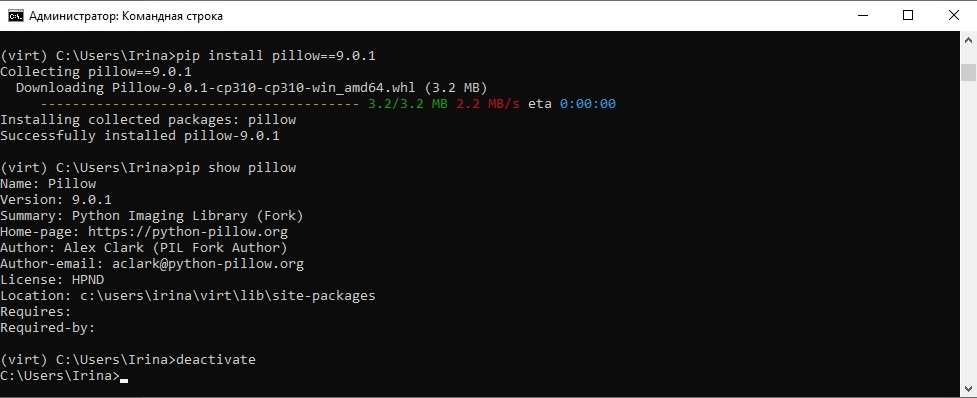 Администратор: Командная строка
(virt) C:\Users\Irina>pip install pillow==9.0.1
Collecting pillow==9.0.1
  Downloading Pillow-9.0.1-cp310-cp310-win_amd64.whl (3.2 MB)
     ---------------------------------------- 3.2/3.2 MB 2.2 MB/s eta 0:00:00
Installing collected packages: pillow
Successfully installed pillow-9.0.1
(virt) C:\Users\Irina>pip show pillow
Name: Pillow
Version: 9.0.1
Summary: Python Imaging Library (Fork)
Home-page: https://python-pillow.org
Author: Alex Clark (PIL Fork Author)
Author-email: aclark@python-pillow.org
License: HPND
Location: c:\users\irina\virt\lib\site-packages
Requires:
Required-by:
(virt) C:\Users\Irina>deactivate
C:\Users\Irina>